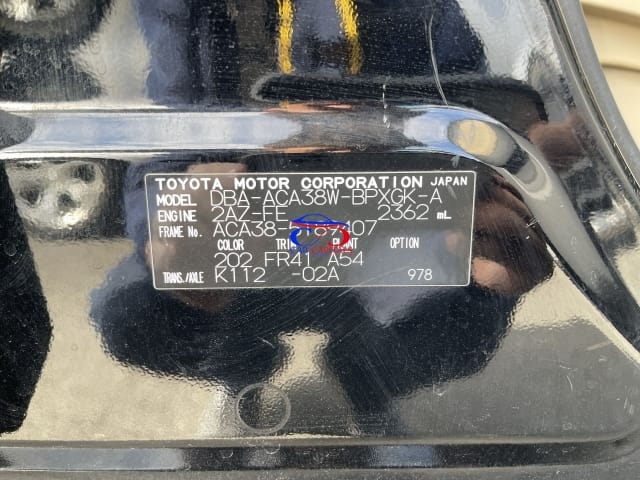 TOYOTA MOTOR CORPORATION JAPAN
MODEL DBA-ACA38W-BPXGK-A
ENGINE 2AZ-FE 2362 mL
FRAME No.
COLOR TRIM PLANT OPTION
202 FR41 A54
TRANS./AXLE K112 -02A 978